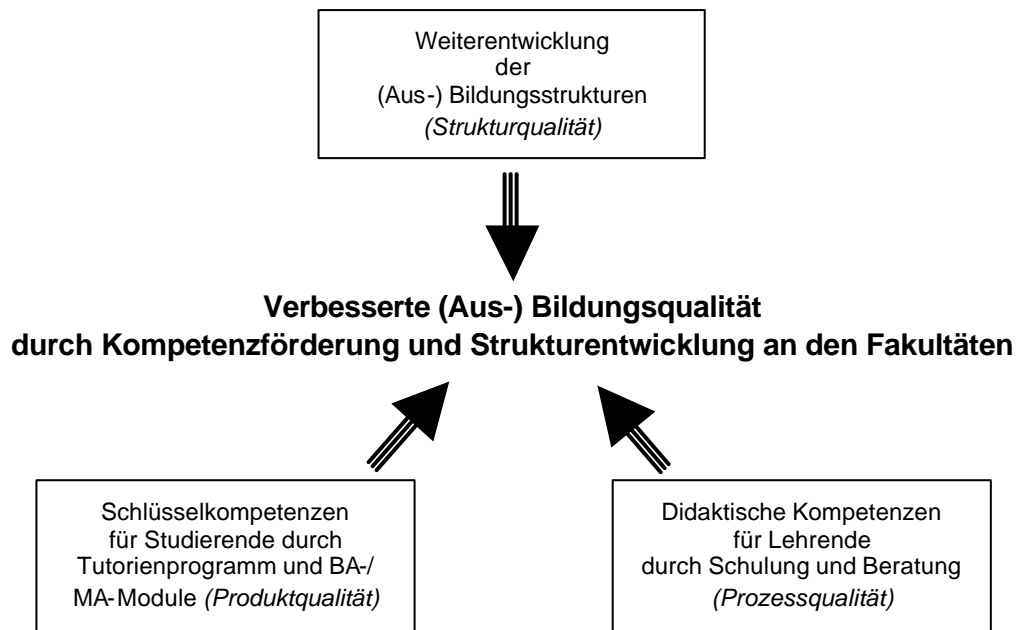 Weiterentwicklung
der
(Aus-) Bildungsstrukturen
(Strukturqualität)
Verbesserte (Aus-) Bildungsqualität
durch Kompetenzförderung und Strukturentwicklung an den Fakultäten
Schlüsselkompetenzen
für Studierende durch
Tutorienprogramm und BA-/
MA-Module (Produktqualität)
Didaktische Kompetenzen
für Lehrende
durch Schulung und Beratung
(Prozessqualität)